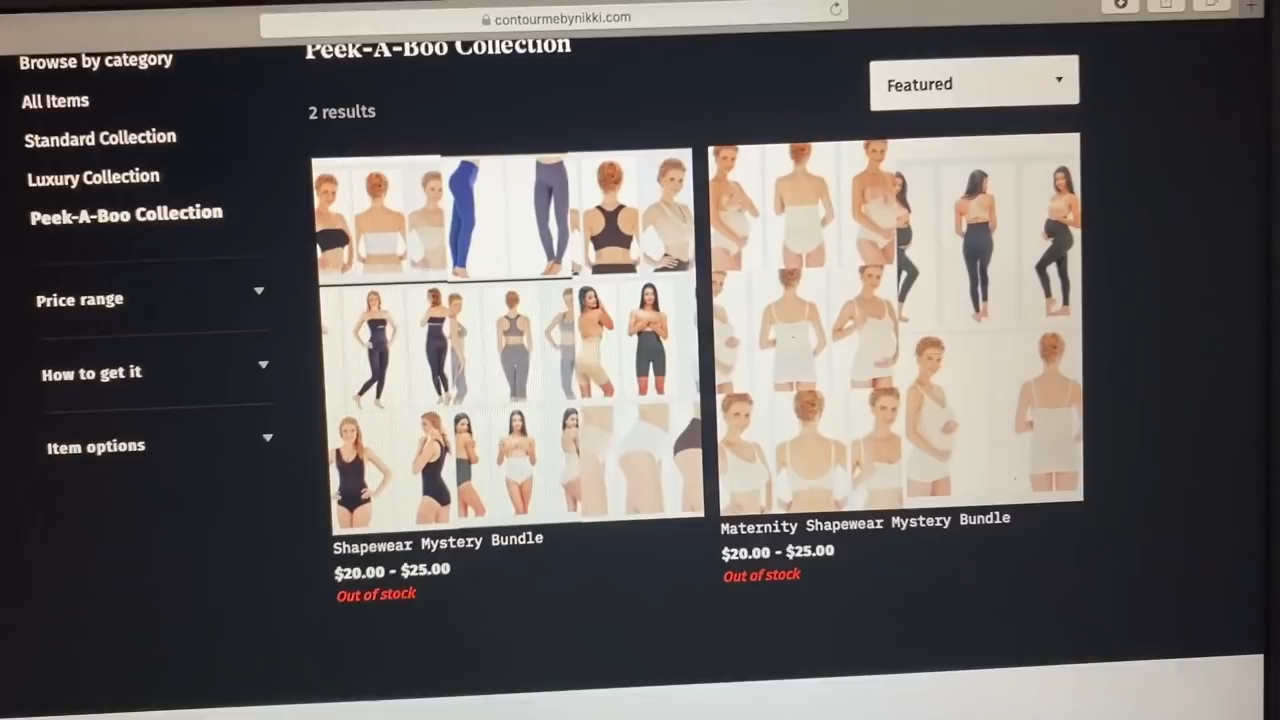 contourmebynikki.com
Peek-A-Boo Collection
Browse by category
All Items
Standard Collection
Luxury Collection
Peek-A-Boo Collection
Price range
How to get it
Item options
2 results
Featured
Shapewear Mystery Bundle
$20.00 - $25.00
Out of stock
Maternity Shapewear Mystery Bundle
$20.00 - $25.00
Out of stock